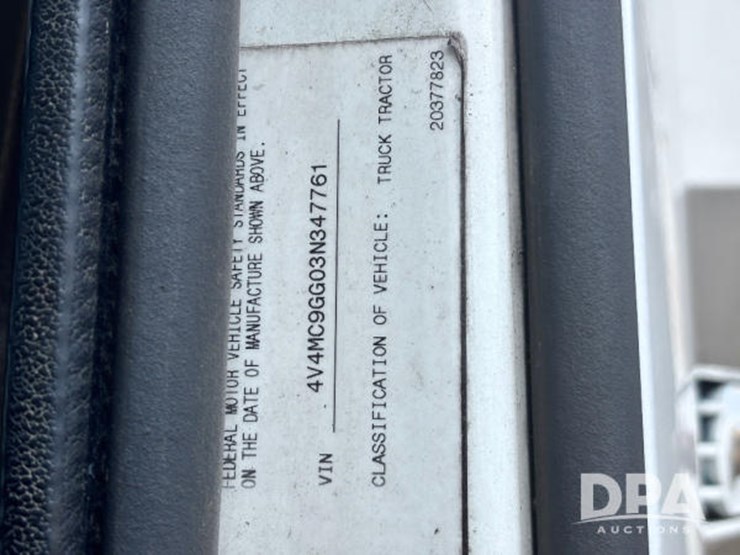 FEDERAL MOTOR VEHICLE SAFETY STANDARDS IN EFFECT
ON THE DATE OF MANUFACTURE SHOWN ABOVE.
VIN 4V4MC9GG03N347761
CLASSIFICATION OF VEHICLE: TRUCK TRACTOR
20377823
DPA
AUCTIONS